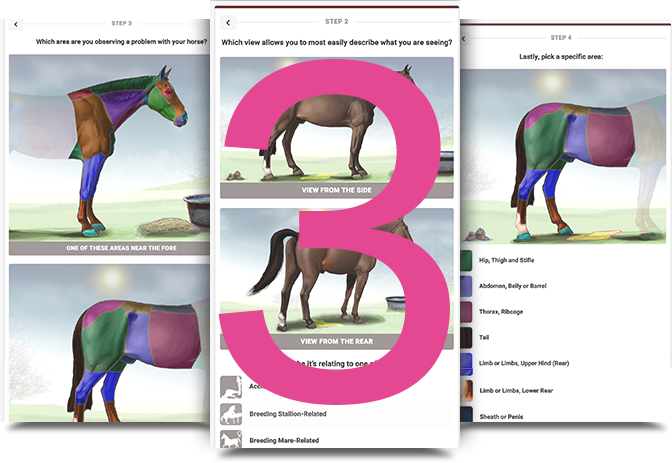 STEP 3
Which area are you observing a problem with your horse?
ONE OF THESE AREAS NEAR THE FORE
STEP 2
Which view allows you to most easily describe what you are seeing?
VIEW FROM THE SIDE
VIEW FROM THE REAR
it's relating to one
Breeding Stallion-Related
Breeding Mare-Related
3
STEP 4
Lastly, pick a specific area:
Hip, Thigh and Stifle
Abdomen, Belly or Barrel
Thorax, Ribcage
Tail
Limb or Limbs, Upper Hind (Rear)
Limb or Limbs, Lower Rear
Sheath or Penis